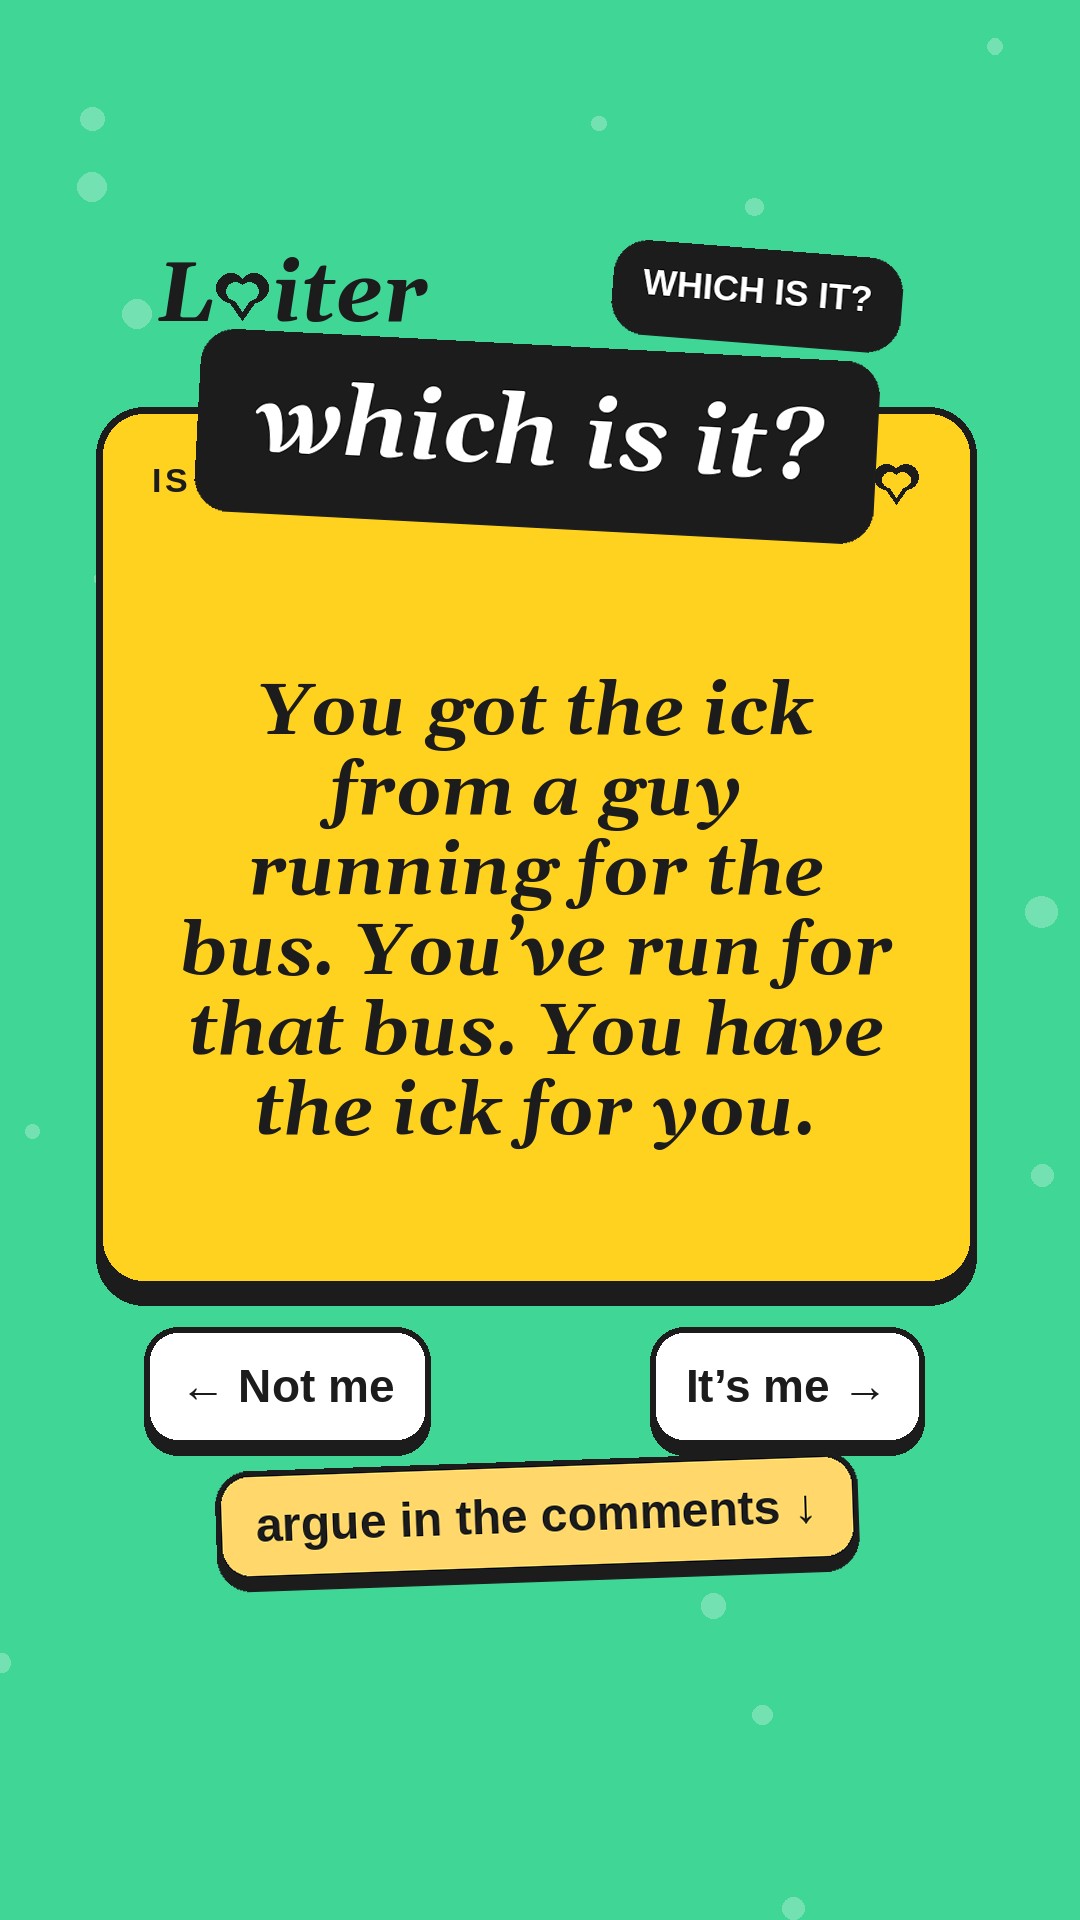 L♡iter
WHICH IS IT?
which is it?
IS
You got the ick
from a guy
running for the
bus. You’ve run for
that bus. You have
the ick for you.
← Not me
It’s me →
argue in the comments ↓